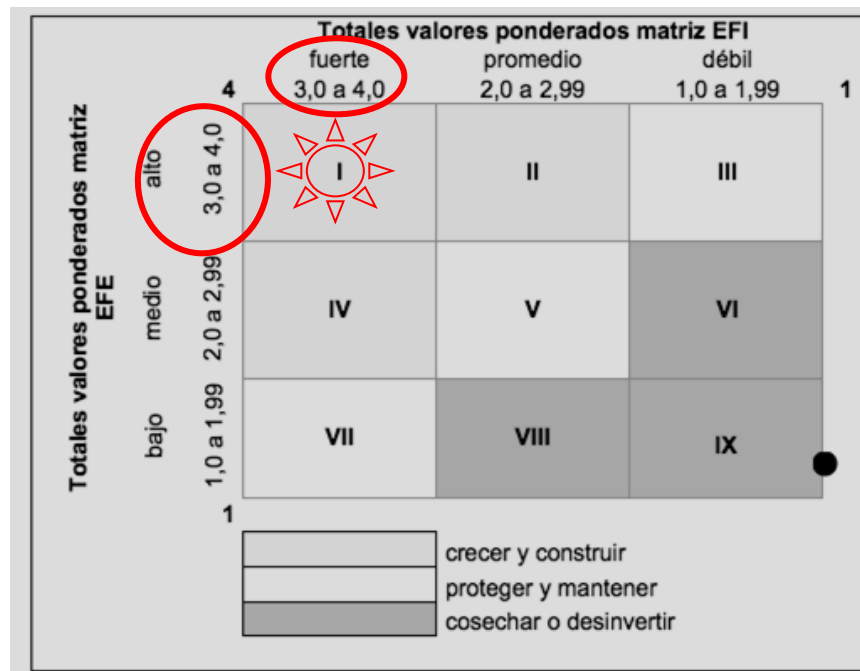 Totales valores ponderados matriz EFI
fuerte promedio débil
4 3,0 a 4,0 2,0 a 2,99 1,0 a 1,99 1
Totales valores ponderados matriz
EFE
alto
3,0 a 4,0
I II III
medio
2,0 a 2,99
IV V VI
bajo
1,0 a 1,99
VII VIII IX
1
crecer y construir
proteger y mantener
cosechar o desinvertir